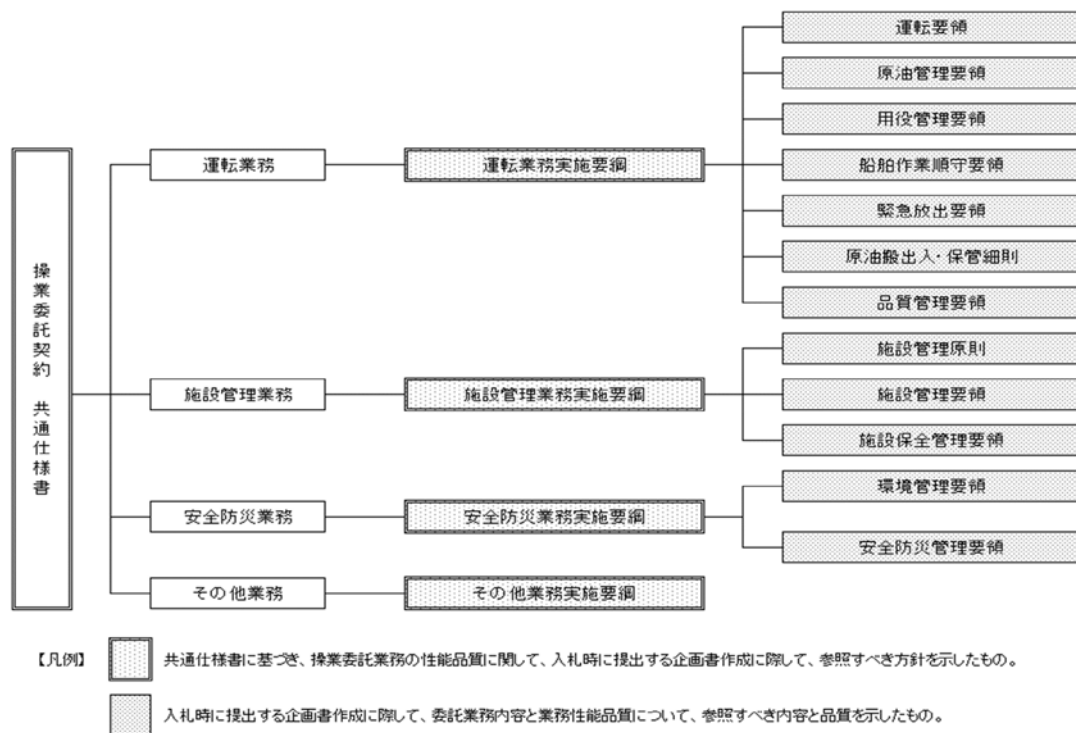 操業委託契約　共通仕様書
運転業務
運転業務実施要綱
運転要領
原油管理要領
用役管理要領
船舶作業順守要領
緊急放出要領
原油搬出入・保管細則
品質管理要領
施設管理業務
施設管理業務実施要綱
施設管理原則
施設管理要領
施設保全管理要領
安全防災業務
安全防災業務実施要綱
環境管理要領
安全防災管理要領
その他業務
その他業務実施要綱
【凡例】
共通仕様書に基づき、操業委託業務の性能品質に関して、入札時に提出する企画書作成に際して、参照すべき方針を示したもの。
入札時に提出する企画書作成に際して、委託業務内容と業務性能品質について、参照すべき内容と品質を示したもの。